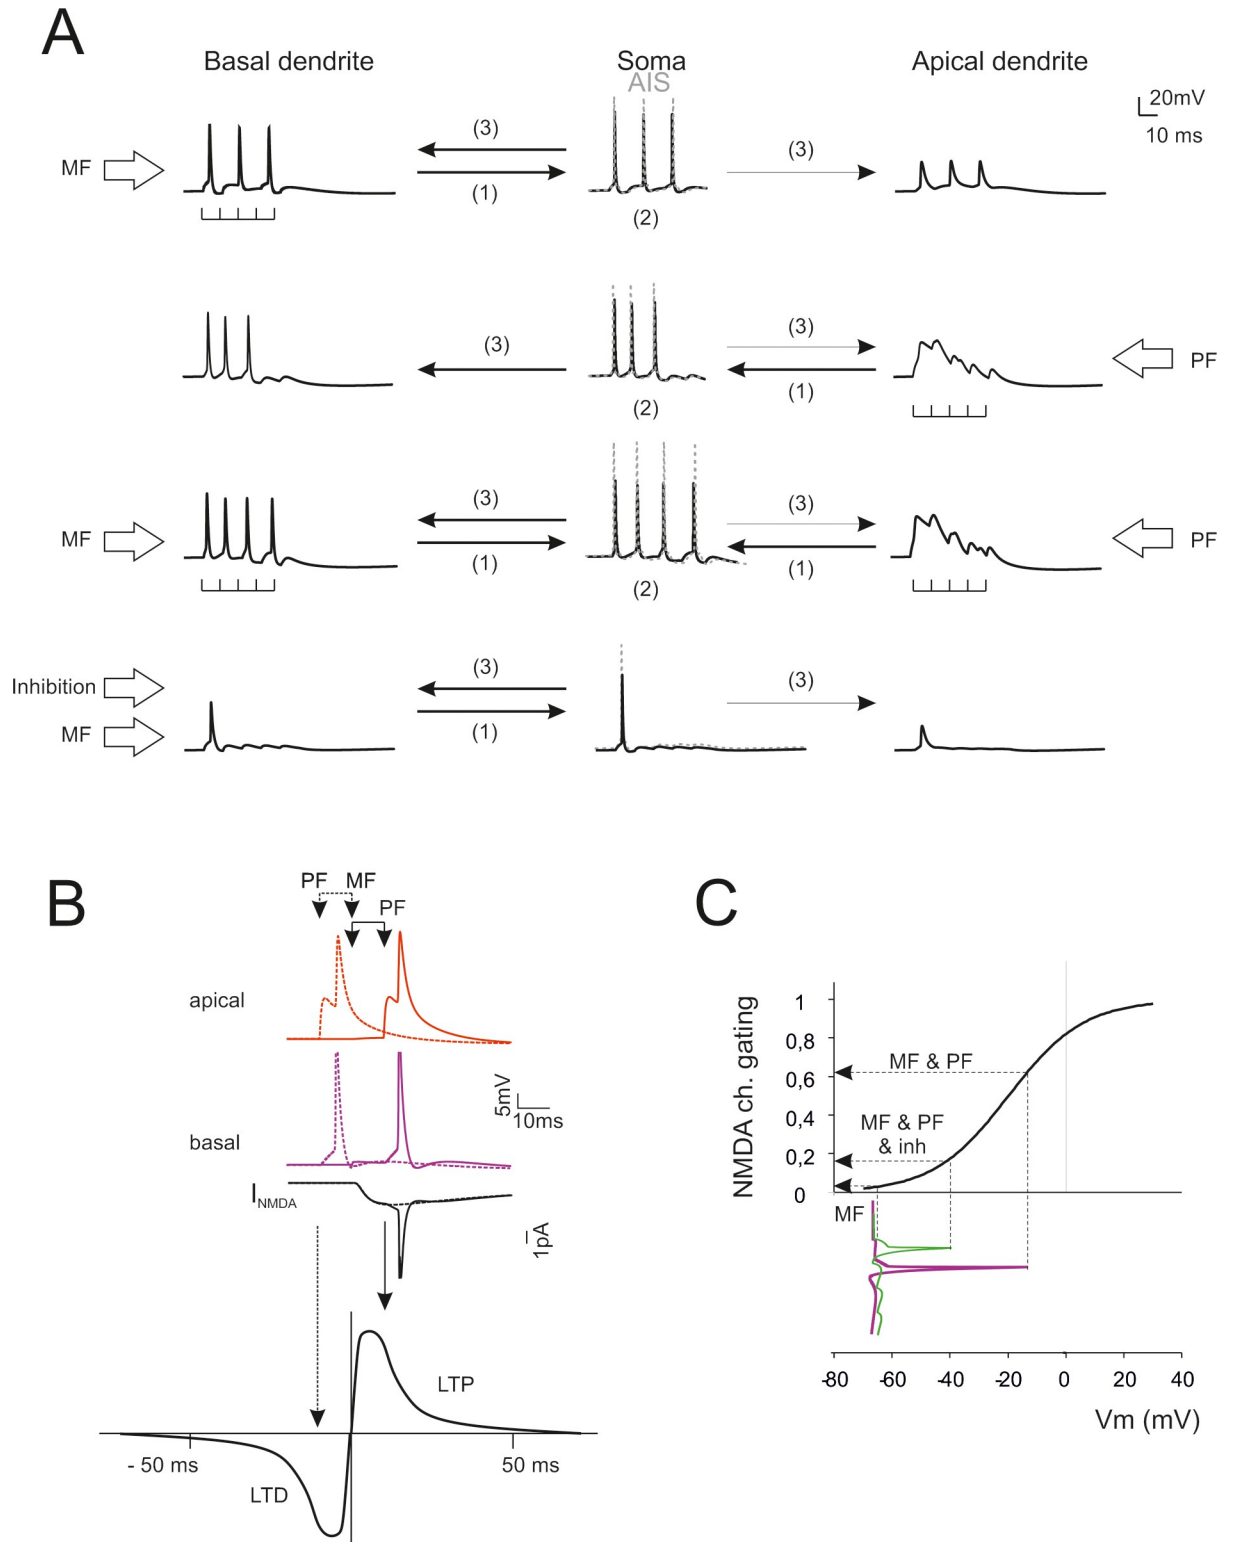 A
Basal dendrite
Soma
AIS
Apical dendrite
20mV
10 ms
MF
(3)
(1)
(2)
(3)
(3)
(2)
(3)
(1)
PF
MF
(3)
(1)
(2)
(3)
(1)
PF
Inhibition
MF
(3)
(1)
(3)
B
PF MF
PF
apical
basal
5mV
10ms
INMDA
1pA
LTP
- 50 ms
50 ms
LTD
C
NMDA ch. gating
1
0,8
0,6
0,4
0,2
0
MF & PF
MF & PF
& inh
MF
-80 -60 -40 -20 0 20 40
Vm (mV)